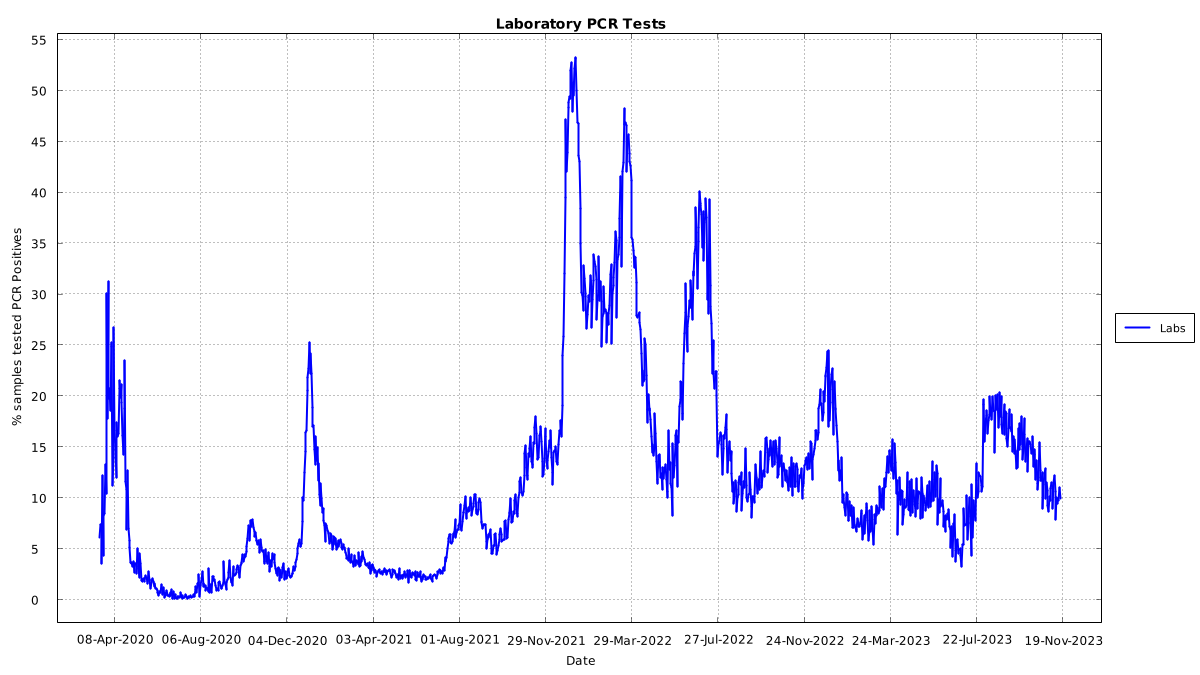 Laboratory PCR Tests
% samples tested PCR Positives
55
50
45
40
35
30
25
20
15
10
5
0
08-Apr-2020 06-Aug-2020 04-Dec-2020 03-Apr-2021 01-Aug-2021 29-Nov-2021 29-Mar-2022 27-Jul-2022 24-Nov-2022 24-Mar-2023 22-Jul-2023 19-Nov-2023
Date
Labs